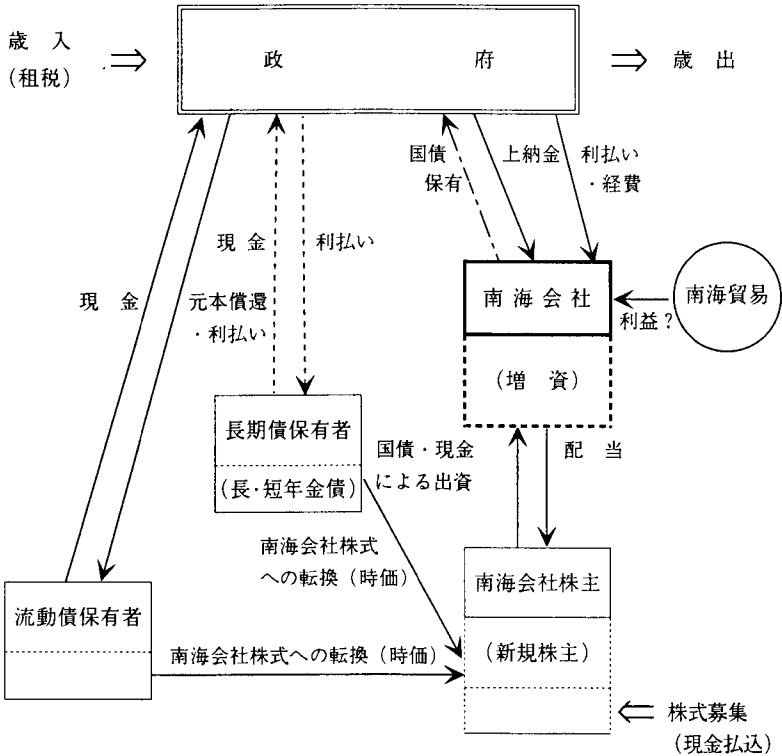 歳 入
(租税)
政 府
歳 出
国債
保有
上納金
利払い
・経費
現 金
利払い
南 海 会 社
南海貿易
利益?
現 金
元本償還
・利払い
(増 資)
長期債保有者
(長・短年金債)
国債・現金
による出資
配 当
南海会社株式
への転換(時価)
南海会社株主
流動債保有者
(新規株主)
南海会社株式への転換(時価)
株式募集
(現金払込)